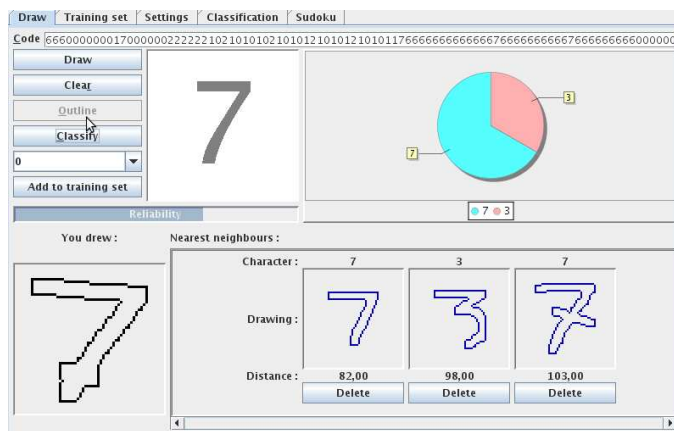 Draw Training set Settings Classification Sudoku
Code
Draw
Clear
Outline
Classify
0
Add to training set
Reliability
7
3
7
7 3
You drew :
Nearest neighbours :
Character : 7 3 7
Drawing :
Distance : 82,00 98,00 103,00
Delete Delete Delete